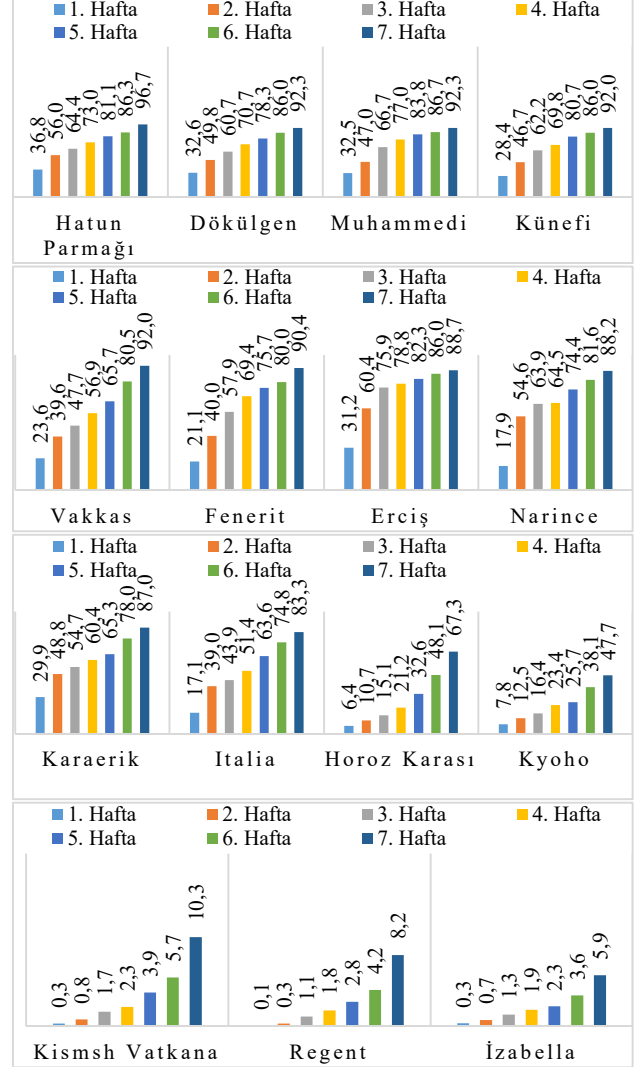 1. Hafta 2. Hafta 3. Hafta 4. Hafta
5. Hafta 6. Hafta 7. Hafta
36,8 56,0 64,4 73,0 81,1 86,3 96,7 32,6 49,8 60,7 70,7 78,3 86,0 92,3 32,5 47,0 66,7 77,0 83,8 86,7 92,3 28,4 46,7 62,2 69,8 80,7 86,0 92,0
Hatun Dökülgen Muhammedi Künefi
Parmağı
1. Hafta 2. Hafta 3. Hafta 4. Hafta
5. Hafta 6. Hafta 7. Hafta
23,6 39,6 47,7 56,9 65,7 80,5 92,0 21,1 40,0 57,9 69,4 75,7 80,0 90,4 31,2 60,4 75,9 78,8 82,3 86,0 88,7 17,9 54,6 63,9 64,5 74,4 81,6 88,2
Vakkas Fenerit Erciş Narince
1. Hafta 2. Hafta 3. Hafta 4. Hafta
5. Hafta 6. Hafta 7. Hafta
29,9 48,8 54,7 60,4 65,3 78,0 87,0 17,1 39,0 43,9 51,4 63,6 74,8 83,3 6,4 10,7 15,1 21,2 32,6 48,1 67,3 7,8 12,5 16,4 23,4 25,7 38,1 47,7
Karaerik Italia Horoz Karası Kyoho
1. Hafta 2. Hafta 3. Hafta 4. Hafta
5. Hafta 6. Hafta 7. Hafta
0,3 0,8 1,7 2,3 3,9 5,7 10,3 0,1 0,3 1,1 1,8 2,8 4,2 8,2 0,3 0,7 1,3 1,9 2,3 3,6 5,9
Kismsh Vatkana Regent İzabella